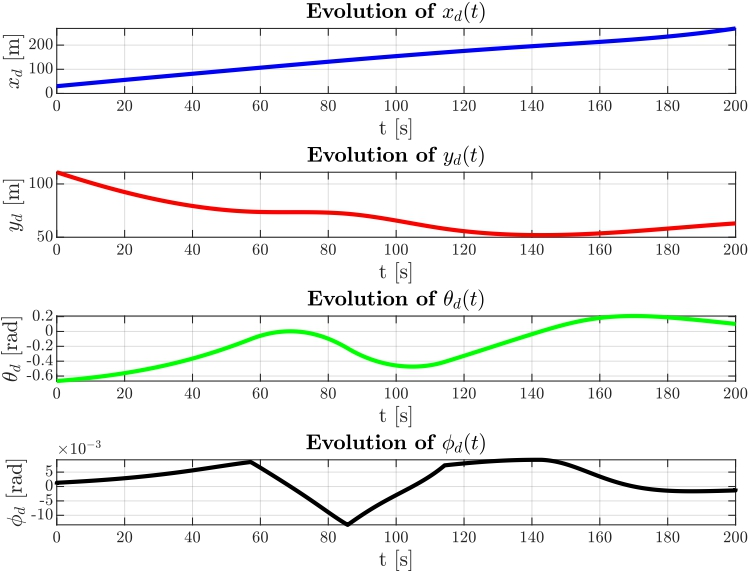 Evolution of x_d(t)
x_d [m]
200
100
0
0 20 40 60 80 100 120 140 160 180 200
t [s]
Evolution of y_d(t)
y_d [m]
100
50
0 20 40 60 80 100 120 140 160 180 200
t [s]
Evolution of θ_d(t)
θ_d [rad]
0.2
0
-0.2
-0.4
-0.6
0 20 40 60 80 100 120 140 160 180 200
t [s]
Evolution of ϕ_d(t)
×10⁻³
ϕ_d [rad]
5
0
-5
-10
0 20 40 60 80 100 120 140 160 180 200
t [s]